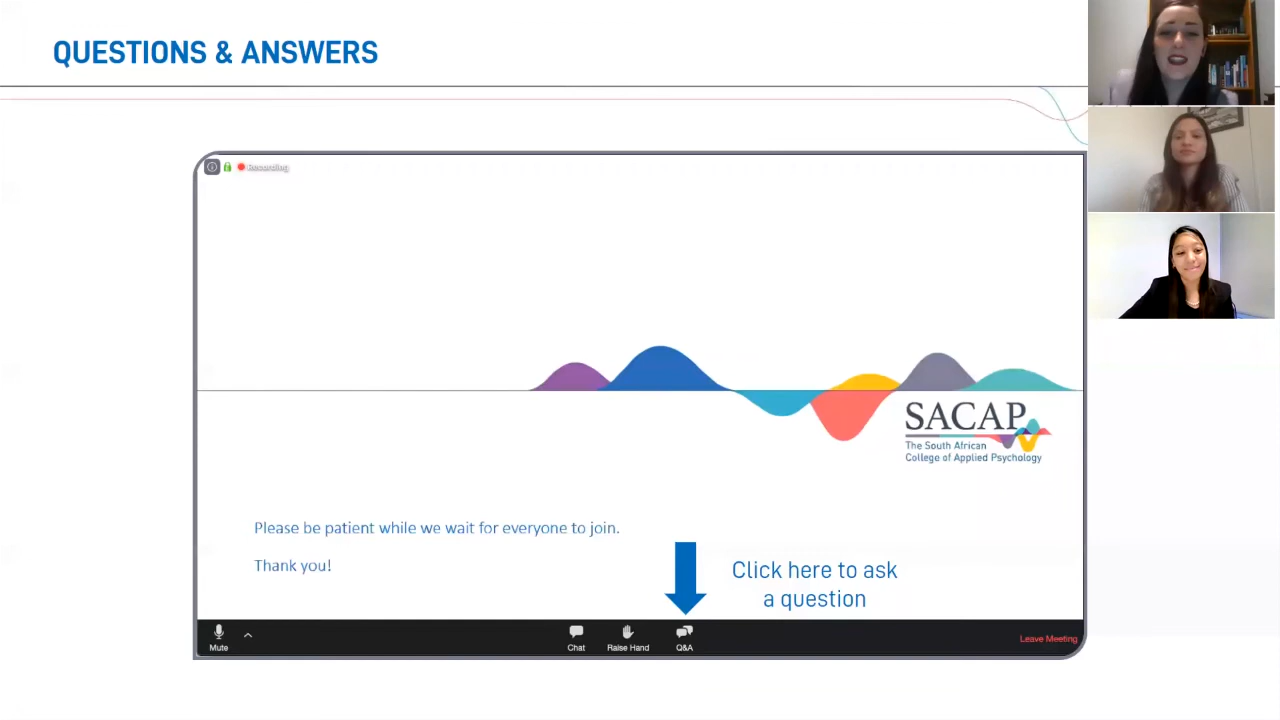 QUESTIONS & ANSWERS
Recording
SACAP
The South African
College of Applied Psychology
Please be patient while we wait for everyone to join.
Thank you!
Click here to ask
a question
Mute
Chat
Raise Hand
Q&A
Leave Meeting